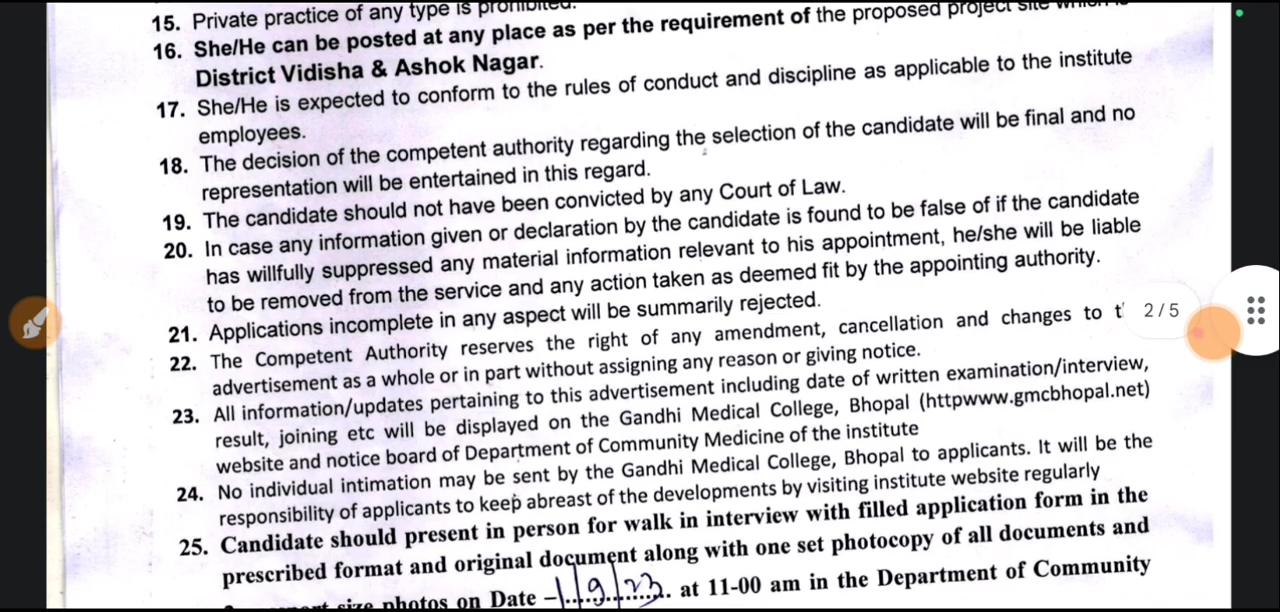 15. Private practice of any type is prohibited.
16. She/He can be posted at any place as per the requirement of the proposed project site which is
District Vidisha & Ashok Nagar.
17. She/He is expected to conform to the rules of conduct and discipline as applicable to the institute
employees.
18. The decision of the competent authority regarding the selection of the candidate will be final and no
representation will be entertained in this regard.
19. The candidate should not have been convicted by any Court of Law.
20. In case any information given or declaration by the candidate is found to be false of if the candidate
has willfully suppressed any material information relevant to his appointment, he/she will be liable
to be removed from the service and any action taken as deemed fit by the appointing authority.
21. Applications incomplete in any aspect will be summarily rejected.
22. The Competent Authority reserves the right of any amendment, cancellation and changes to
2/5
advertisement as a whole or in part without assigning any reason or giving notice.
23. All information/updates pertaining to this advertisement including date of written examination/interview,
result, joining etc will be displayed on the Gandhi Medical College, Bhopal (httpwww.gmcbhopal.net)
website and notice board of Department of Community Medicine of the institute
24. No individual intimation may be sent by the Gandhi Medical College, Bhopal to applicants. It will be the
responsibility of applicants to keep abreast of the developments by visiting institute website regularly
25. Candidate should present in person for walk in interview with filled application form in the
prescribed format and original document along with one set photocopy of all documents and
size photos on Date -1/9/23. at 11-00 am in the Department of Community